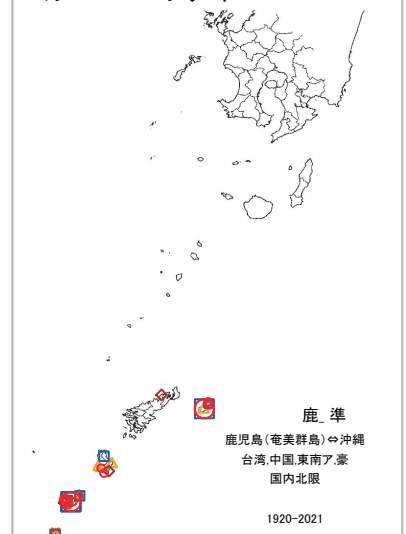 鹿_準
鹿児島(奄美群島)⇔沖縄
台湾,中国,東南ア,豪
国内北限
1920-2021